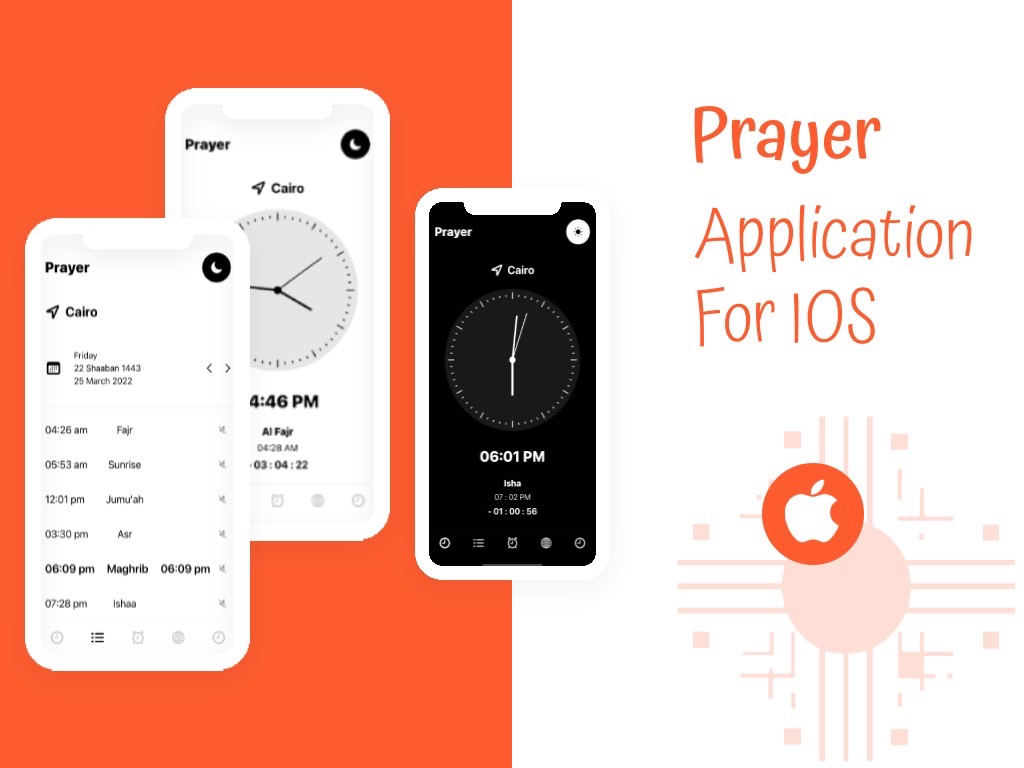 Prayer
Cairo
4:46 PM
Al Fajr
04:28 AM
03 : 04 : 22
Prayer
Cairo
Friday
22 Shaaban 1443
25 March 2022
04:26 am Fajr
05:53 am Sunrise
12:01 pm Jumu'ah
03:30 pm Asr
06:09 pm Maghrib 06:09 pm
07:28 pm Ishaa
Prayer
Cairo
06:01 PM
Isha
07 : 02 PM
- 01 : 00 : 56
Prayer
Application
For IOS